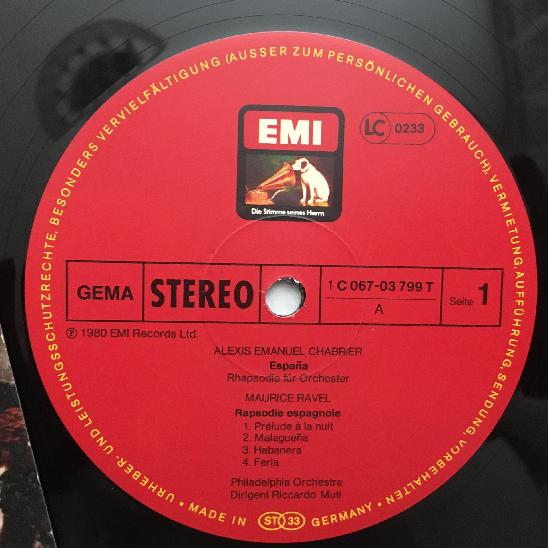 URHEBER- UND LEISTUNGSSCHUTZRECHTE, BESONDERS VERVIELFÄLTIGUNG (AUSSER ZUM PERSÖNLICHEN GEBRAUCH), VERMIETUNG, AUFFÜHRUNG, SENDUNG VORBEHALTEN
EMI
LC 0233
Die Stimme seines Herrn
GEMA STEREO 1 C 067-03 799 T
A
Seite 1
Ⓟ 1980 EMI Records Ltd.
ALEXIS EMANUEL CHABRIER
España
Rhapsodie für Orchester
MAURICE RAVEL
Rapsodie espagnole
1. Prélude à la nuit
2. Malagueña
3. Habanera
4. Feria
Philadelphia Orchestra
Dirigent Riccardo Muti
• MADE IN ST 33 GERMANY •